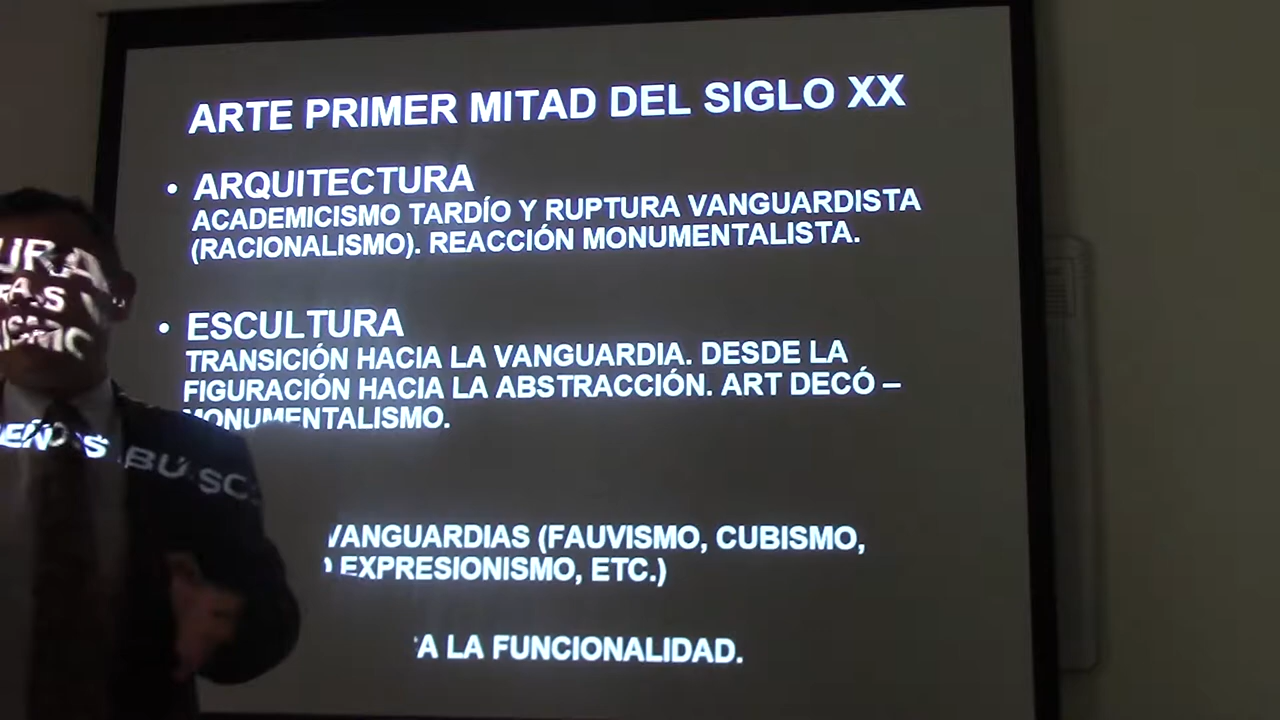 ARTE PRIMER MITAD DEL SIGLO XX
• ARQUITECTURA
ACADEMICISMO TARDÍO Y RUPTURA VANGUARDISTA
(RACIONALISMO). REACCIÓN MONUMENTALISTA.
• ESCULTURA
TRANSICIÓN HACIA LA VANGUARDIA. DESDE LA
FIGURACIÓN HACIA LA ABSTRACCIÓN. ART DECÓ –
MONUMENTALISMO.
VANGUARDIAS (FAUVISMO, CUBISMO,
EXPRESIONISMO, ETC.)
A LA FUNCIONALIDAD.